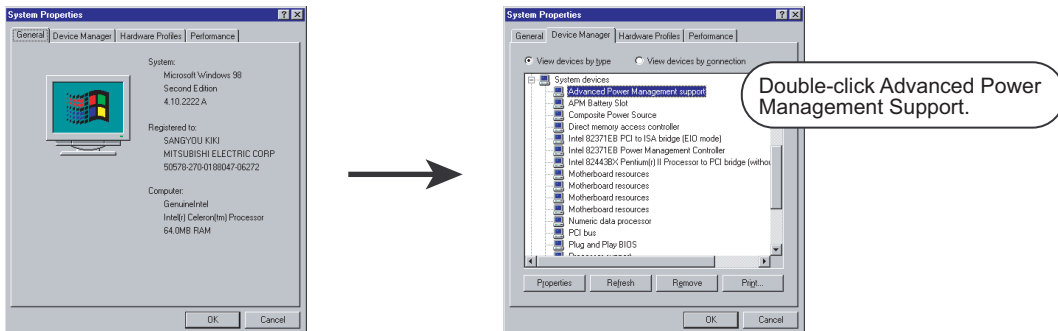 System Properties
General
Device Manager
Hardware Profiles
Performance
System:
Microsoft Windows 98
Second Edition
4.10.2222 A
Registered to:
SANGYOU KIKI
MITSUBISHI ELECTRIC CORP
50578-270-0188047-06272
Computer:
GenuineIntel
Intel(r) Celeron(tm) Processor
64.0MB RAM
OK
Cancel
System Properties
General
Device Manager
Hardware Profiles
Performance
View devices by type
View devices by connection
System devices
Advanced Power Management support
APM Battery Slot
Composite Power Source
Direct memory access controller
Intel 82371EB PCI to ISA bridge (EIO mode)
Intel 82371EB Power Management Controller
Intel 82443BX Pentium(r) II Processor to PCI bridge (withou
Motherboard resources
Motherboard resources
Motherboard resources
Motherboard resources
Numeric data processor
PCI bus
Plug and Play BIOS
Properties
Refresh
Remove
Print...
OK
Cancel
Double-click Advanced Power
Management Support.